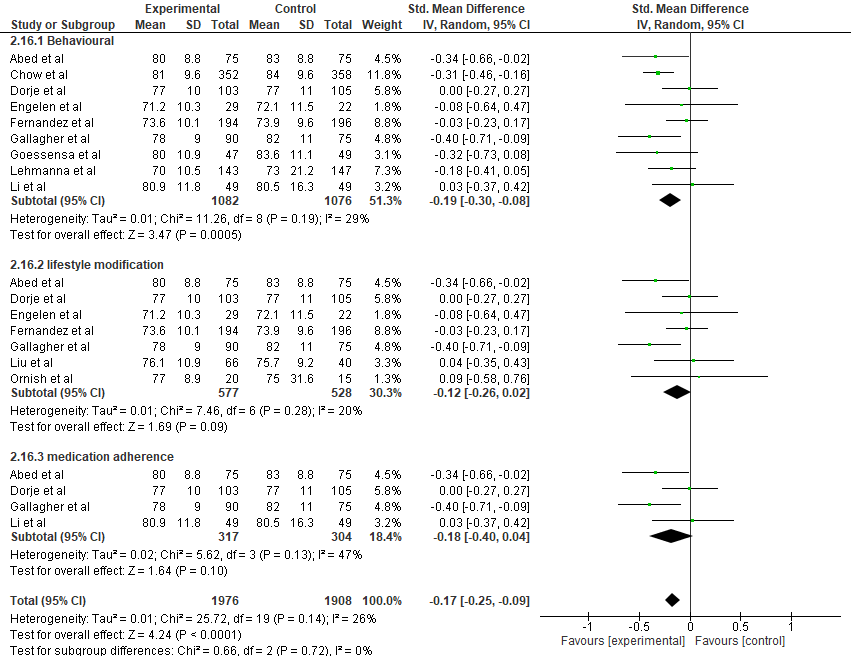 Experimental Control Std. Mean Difference Std. Mean Difference
Study or Subgroup Mean SD Total Mean SD Total Weight IV, Random, 95% CI IV, Random, 95% CI
2.16.1 Behavioural
Abed et al 80 8.8 75 83 8.8 75 4.5% -0.34 [-0.66, -0.02]
Chow et al 81 9.6 352 84 9.6 358 11.8% -0.31 [-0.46, -0.16]
Dorje et al 77 10 103 77 11 105 5.8% 0.00 [-0.27, 0.27]
Engelen et al 71.2 10.3 29 72.1 11.5 22 1.8% -0.08 [-0.64, 0.47]
Fernandez et al 73.6 10.1 194 73.9 9.6 196 8.8% -0.03 [-0.23, 0.17]
Gallagher et al 78 9 90 82 11 75 4.8% -0.40 [-0.71, -0.09]
Goessensa et al 80 10.9 47 83.6 11.1 49 3.1% -0.32 [-0.73, 0.08]
Lehmanna et al 70 10.5 143 73 21.2 147 7.3% -0.18 [-0.41, 0.05]
Li et al 80.9 11.8 49 80.5 16.3 49 3.2% 0.03 [-0.37, 0.42]
Subtotal (95% CI) 1082 1076 51.3% -0.19 [-0.30, -0.08]
Heterogeneity: Tau² = 0.01; Chi² = 11.26, df = 8 (P = 0.19); I² = 29%
Test for overall effect: Z = 3.47 (P = 0.0005)
2.16.2 lifestyle modification
Abed et al 80 8.8 75 83 8.8 75 4.5% -0.34 [-0.66, -0.02]
Dorje et al 77 10 103 77 11 105 5.8% 0.00 [-0.27, 0.27]
Engelen et al 71.2 10.3 29 72.1 11.5 22 1.8% -0.08 [-0.64, 0.47]
Fernandez et al 73.6 10.1 194 73.9 9.6 196 8.8% -0.03 [-0.23, 0.17]
Gallagher et al 78 9 90 82 11 75 4.8% -0.40 [-0.71, -0.09]
Liu et al 76.1 10.9 66 75.7 9.2 40 3.3% 0.04 [-0.35, 0.43]
Ornish et al 77 8.9 20 75 31.6 15 1.3% 0.09 [-0.58, 0.76]
Subtotal (95% CI) 577 528 30.3% -0.12 [-0.26, 0.02]
Heterogeneity: Tau² = 0.01; Chi² = 7.46, df = 6 (P = 0.28); I² = 20%
Test for overall effect: Z = 1.69 (P = 0.09)
2.16.3 medication adherence
Abed et al 80 8.8 75 83 8.8 75 4.5% -0.34 [-0.66, -0.02]
Dorje et al 77 10 103 77 11 105 5.8% 0.00 [-0.27, 0.27]
Gallagher et al 78 9 90 82 11 75 4.8% -0.40 [-0.71, -0.09]
Li et al 80.9 11.8 49 80.5 16.3 49 3.2% 0.03 [-0.37, 0.42]
Subtotal (95% CI) 317 304 18.4% -0.18 [-0.40, 0.04]
Heterogeneity: Tau² = 0.02; Chi² = 5.62, df = 3 (P = 0.13); I² = 47%
Test for overall effect: Z = 1.64 (P = 0.10)
Total (95% CI) 1976 1908 100.0% -0.17 [-0.25, -0.09]
Heterogeneity: Tau² = 0.01; Chi² = 25.72, df = 19 (P = 0.14); I² = 26%
Test for overall effect: Z = 4.24 (P < 0.0001)
Test for subgroup differences: Chi² = 0.66, df = 2 (P = 0.72), I² = 0%
-1 -0.5 0 0.5 1
Favours [experimental] Favours [control]